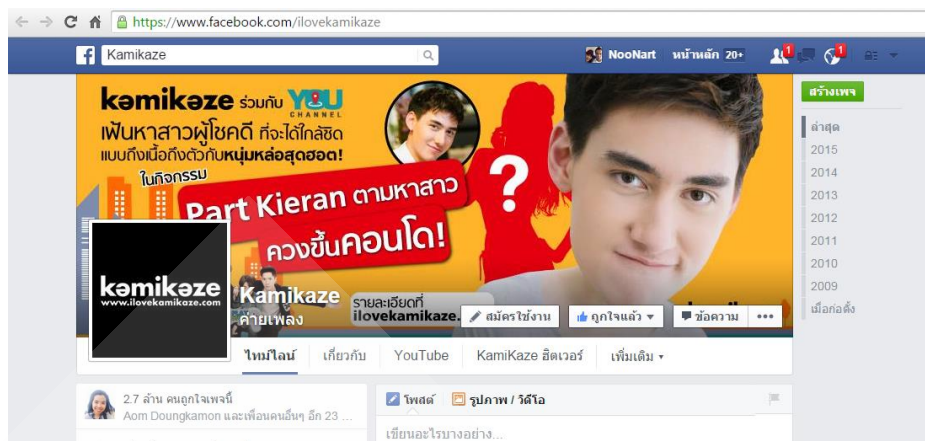 https://www.facebook.com/ilovekamikaze
Kamikaze
NooNart หน้าหลัก 20+ 1 1
kamikaze ร่วมกับ YOU CHANNEL
เฟ้นหาสาวผู้โชคดี ที่จะได้ใกล้ชิด
แบบถึงเนื้อถึงตัวกับหนุ่มหล่อสุดฮอต!
ในกิจกรรม
Part Kieran ตามหาสาว
ควงขึ้นคอนโด!
?
kamikaze
www.ilovekamikaze.com
Kamikaze
ค่ายเพลง
รายละเอียดที่
ilovekamikaze.
สมัครใช้งาน ถูกใจแล้ว ข้อความ
สร้างเพจ
ล่าสุด
2015
2014
2013
2012
2011
2010
2009
เมื่อก่อตั้ง
ไทม์ไลน์ เกี่ยวกับ YouTube KamiKaze ฮิตเวอร์ เพิ่มเติม
2.7 ล้าน คนถูกใจเพจนี้
Aom Doungkamon และเพื่อนคนอื่นๆ อีก 23 ...
โพสต์ รูปภาพ / วิดีโอ
เขียนอะไรบางอย่าง...